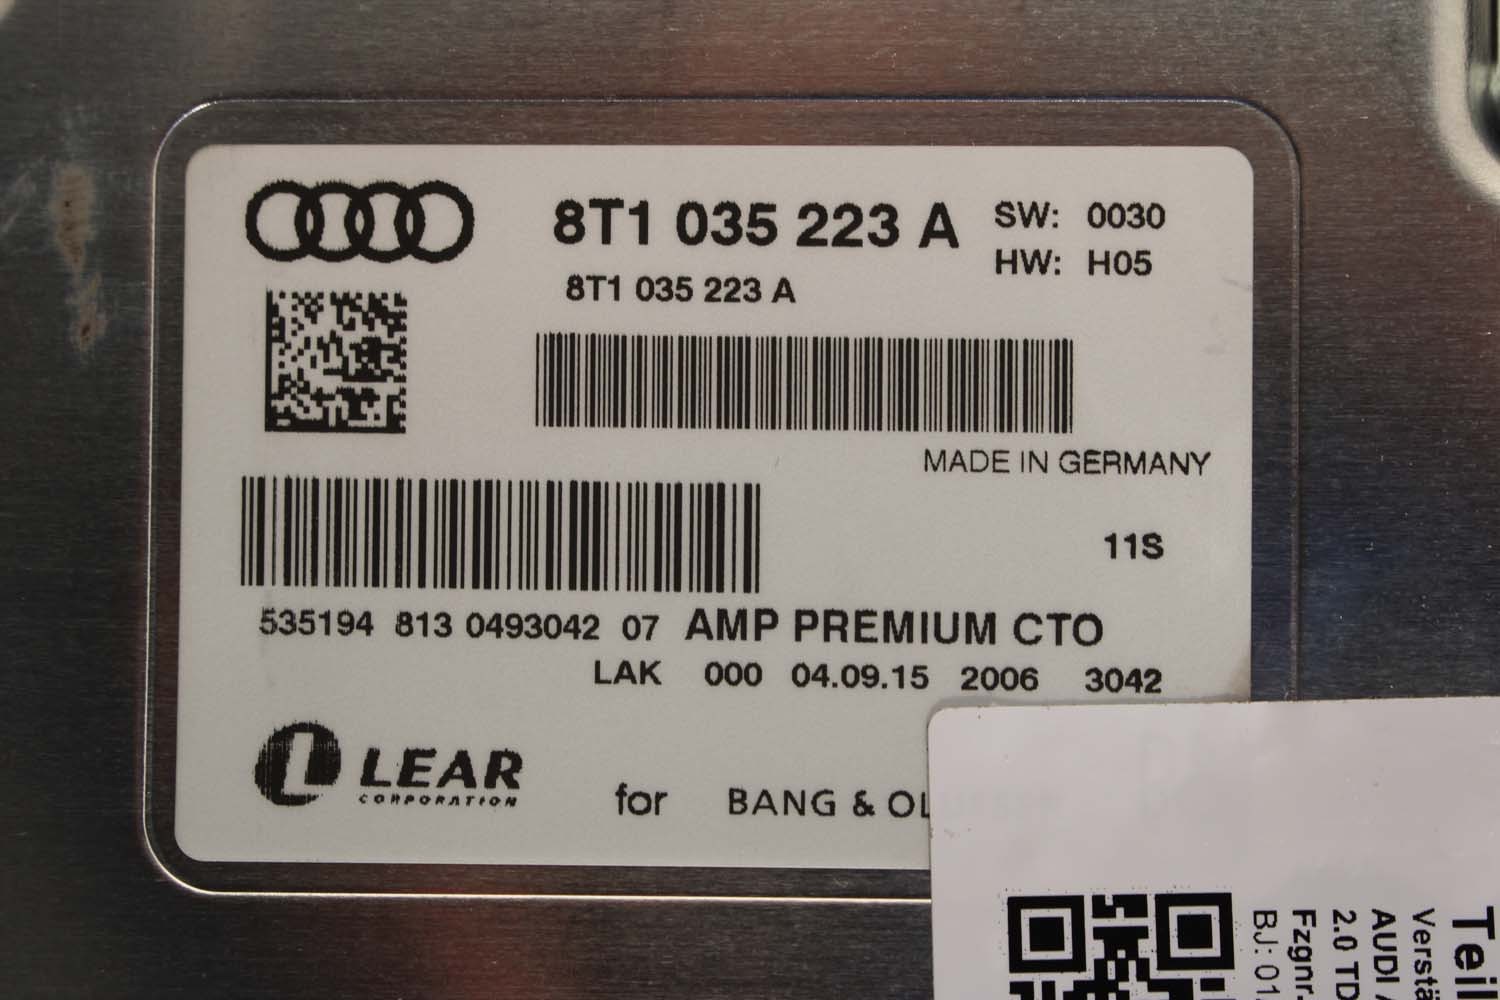 8T1 035 223 A
SW: 0030
HW: H05
8T1 035 223 A
MADE IN GERMANY
11S
535194 813 0493042 07 AMP PREMIUM CTO
LAK 000 04.09.15 2006 3042
LEAR
CORPORATION
for BANG & OL
Teil
Verstä
AUDI
2.0 TD
Fzgnr
BJ: 01